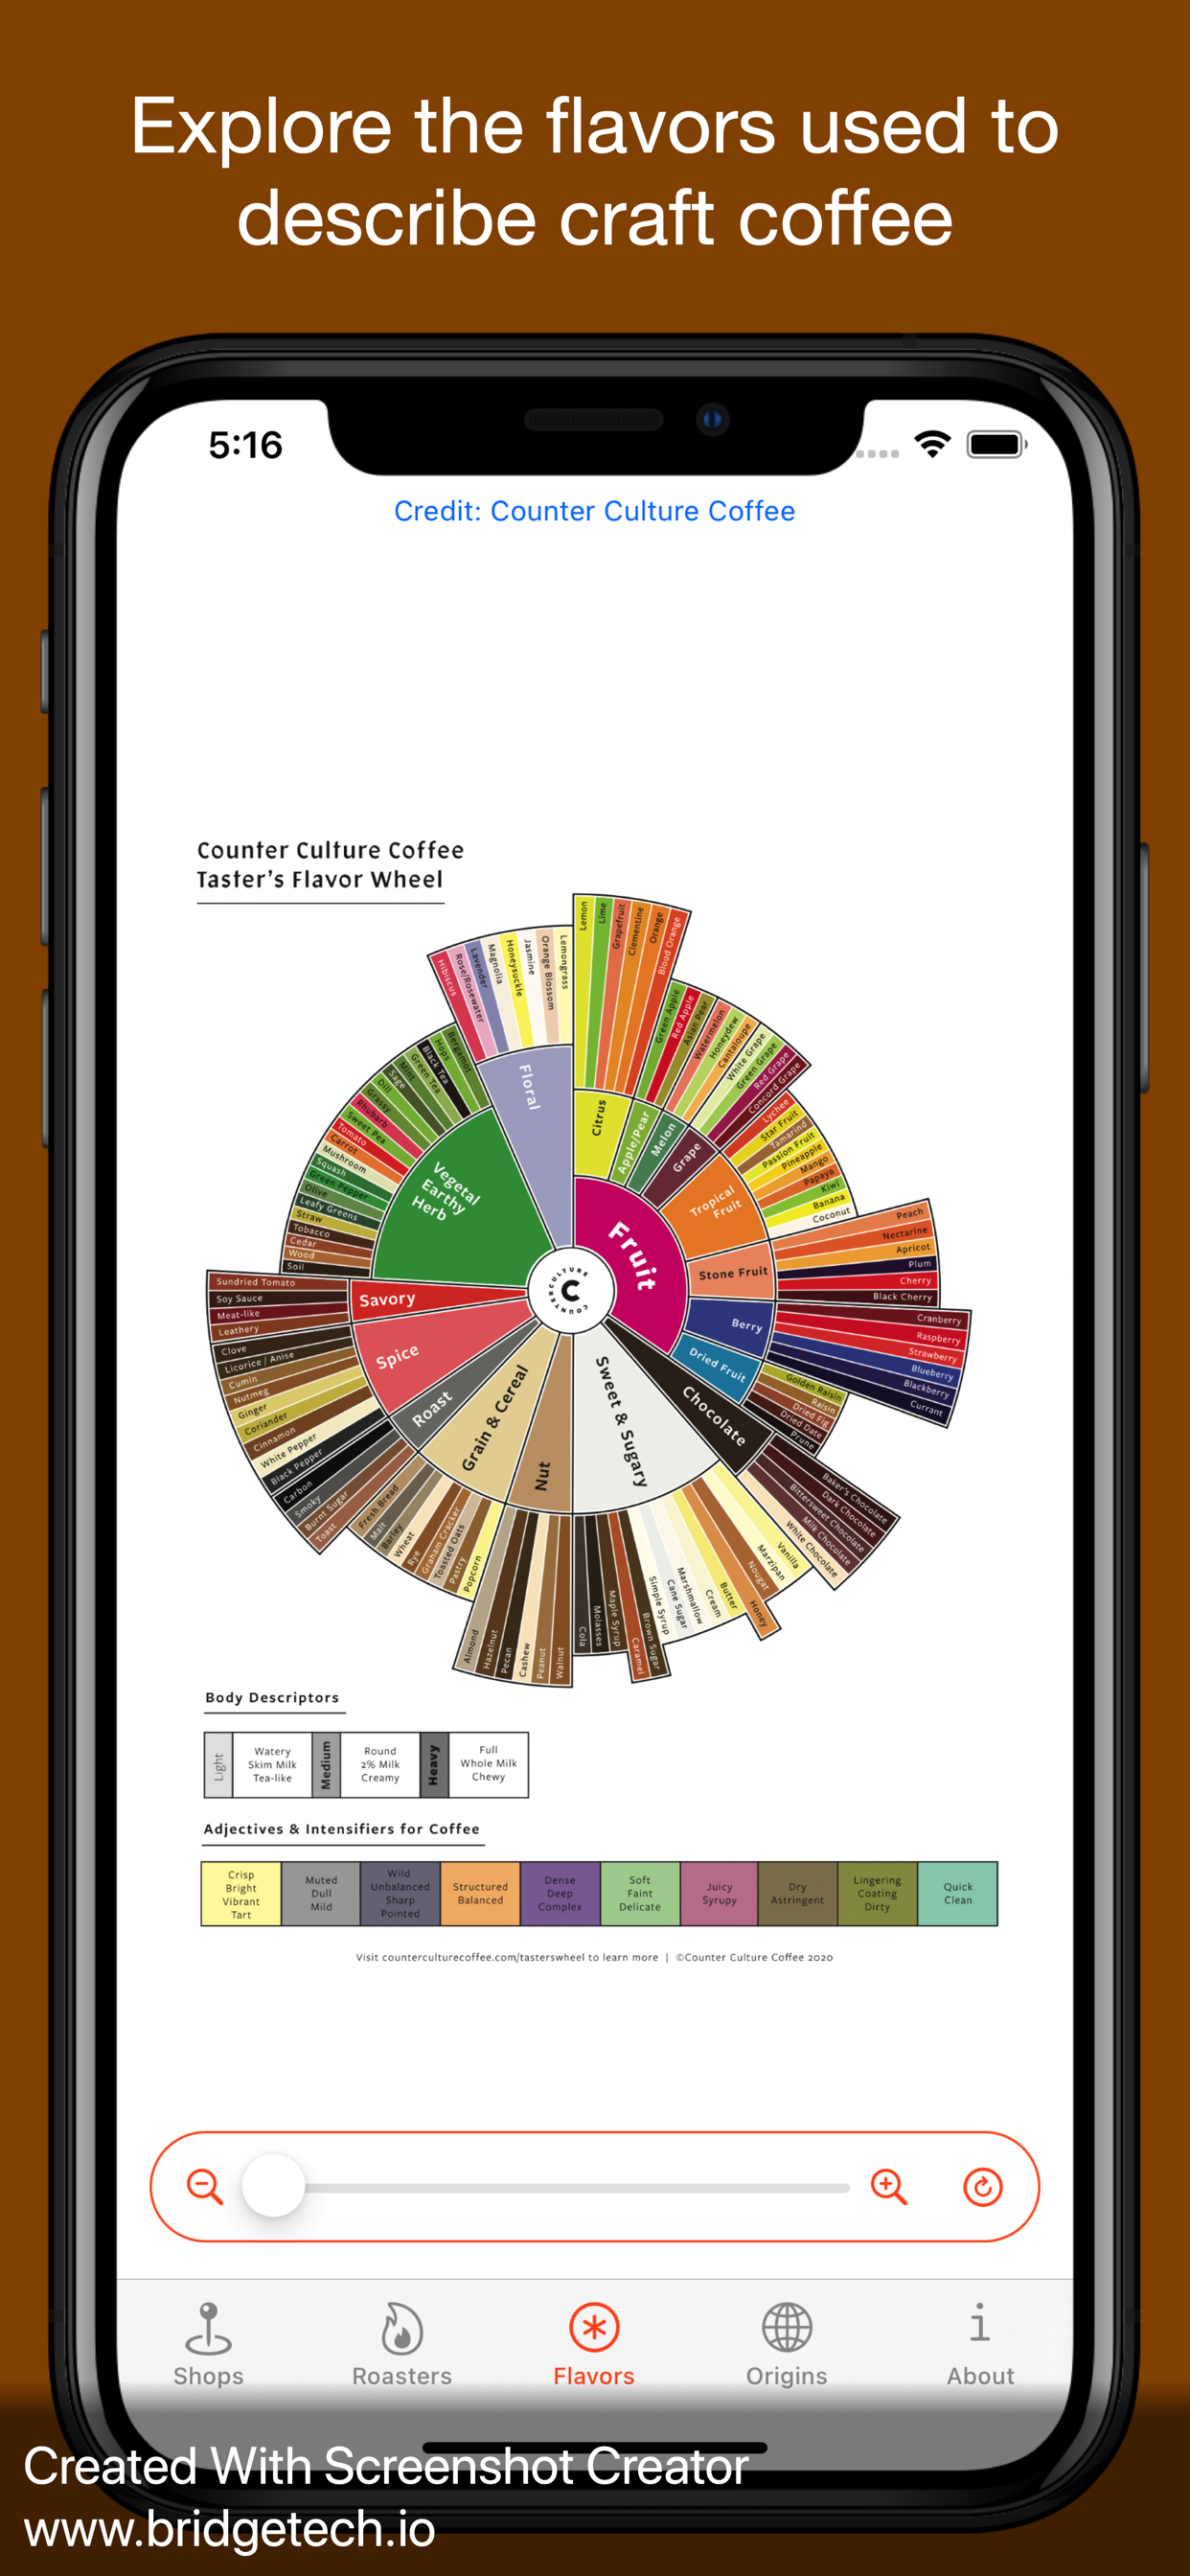 Explore the flavors used to
describe craft coffee
5:16
Credit: Counter Culture Coffee
Counter Culture Coffee
Taster's Flavor Wheel
Lemon
Lime
Grapefruit
Clementine
Orange
Blood Orange
Green Apple
Red Apple
Asian Pear
Watermelon
Honeydew
Cantaloupe
White Grape
Green Grape
Red Grape
Concord Grape
Lychee
Star Fruit
Tamarind
Passion Fruit
Pineapple
Mango
Papaya
Kiwi
Banana
Coconut
Peach
Nectarine
Apricot
Plum
Cherry
Black Cherry
Cranberry
Raspberry
Strawberry
Blueberry
Blackberry
Currant
Golden Raisin
Raisin
Dried Fig
Dried Date
Prune
Baker's Chocolate
Dark Chocolate
Bittersweet Chocolate
Milk Chocolate
White Chocolate
Vanilla
Marzipan
Nougat
Honey
Butter
Cream
Marshmallow
Cane Sugar
Simple Syrup
Brown Sugar
Caramel
Maple Syrup
Molasses
Cola
Walnut
Peanut
Cashew
Pecan
Hazelnut
Almond
Popcorn
Pastry
Toasted Oats
Graham Cracker
Rye
Wheat
Barley
Malt
Fresh Bread
Toast
Burnt Sugar
Smoky
Carbon
Black Pepper
White Pepper
Cinnamon
Coriander
Ginger
Nutmeg
Cumin
Licorice / Anise
Clove
Leathery
Meat-like
Soy Sauce
Sundried Tomato
Soil
Wood
Cedar
Tobacco
Straw
Leafy Greens
Olive
Green Pepper
Squash
Mushroom
Carrot
Tomato
Sweet Pea
Rhubarb
Grassy
Dill
Sage
Mint
Green Tea
Black Tea
Hops
Bergamot
Hibiscus
Rose/Rosewater
Lavender
Magnolia
Honeysuckle
Jasmine
Orange Blossom
Lemongrass
Floral
Citrus
Apple/Pear
Melon
Grape
Tropical
Fruit
Stone Fruit
Berry
Dried Fruit
Fruit
Chocolate
Sweet & Sugary
Nut
Grain & Cereal
Roast
Spice
Savory
Vegetal
Earthy
Herb
COUNTER CULTURE
C
Body Descriptors
Light
Watery
Skim Milk
Tea-like
Medium
Round
2% Milk
Creamy
Heavy
Full
Whole Milk
Chewy
Adjectives & Intensifiers for Coffee
Crisp
Bright
Vibrant
Tart
Muted
Dull
Mild
Wild
Unbalanced
Sharp
Pointed
Structured
Balanced
Dense
Deep
Complex
Soft
Faint
Delicate
Juicy
Syrupy
Dry
Astringent
Lingering
Coating
Dirty
Quick
Clean
Visit counterculturecoffee.com/tasterswheel to learn more | ©Counter Culture Coffee 2020
Shops
Roasters
Flavors
Origins
About
Created With Screenshot Creator
www.bridgetech.io